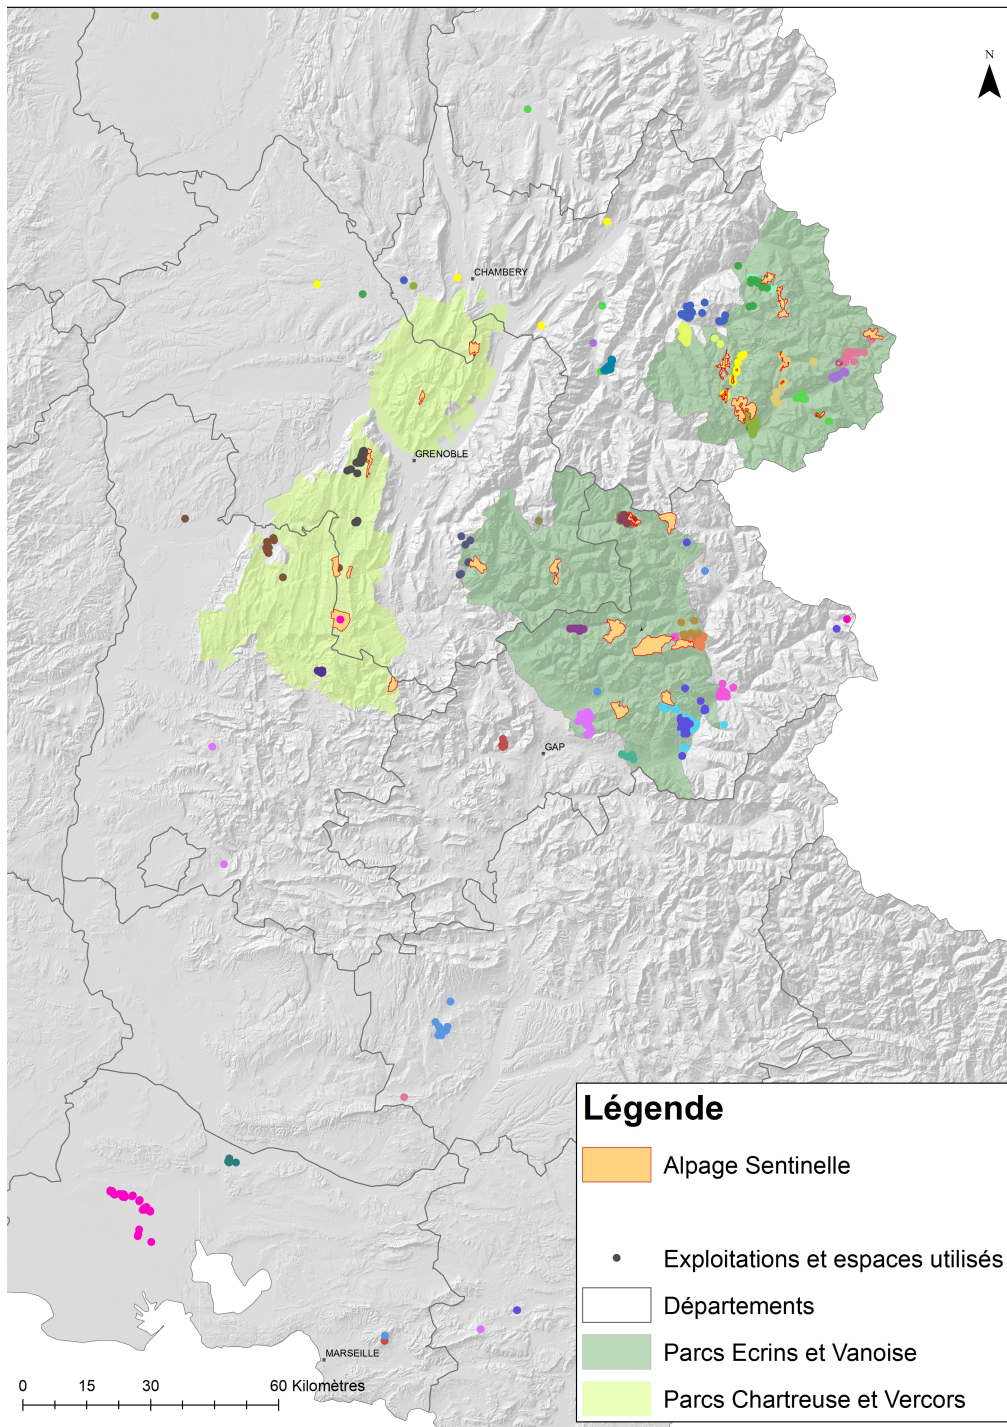 N
CHAMBERY
GRENOBLE
GAP
MARSEILLE
0 15 30 60 Kilomètres
Légende
Alpage Sentinelle
Exploitations et espaces utilisés
Départements
Parcs Ecrins et Vanoise
Parcs Chartreuse et Vercors